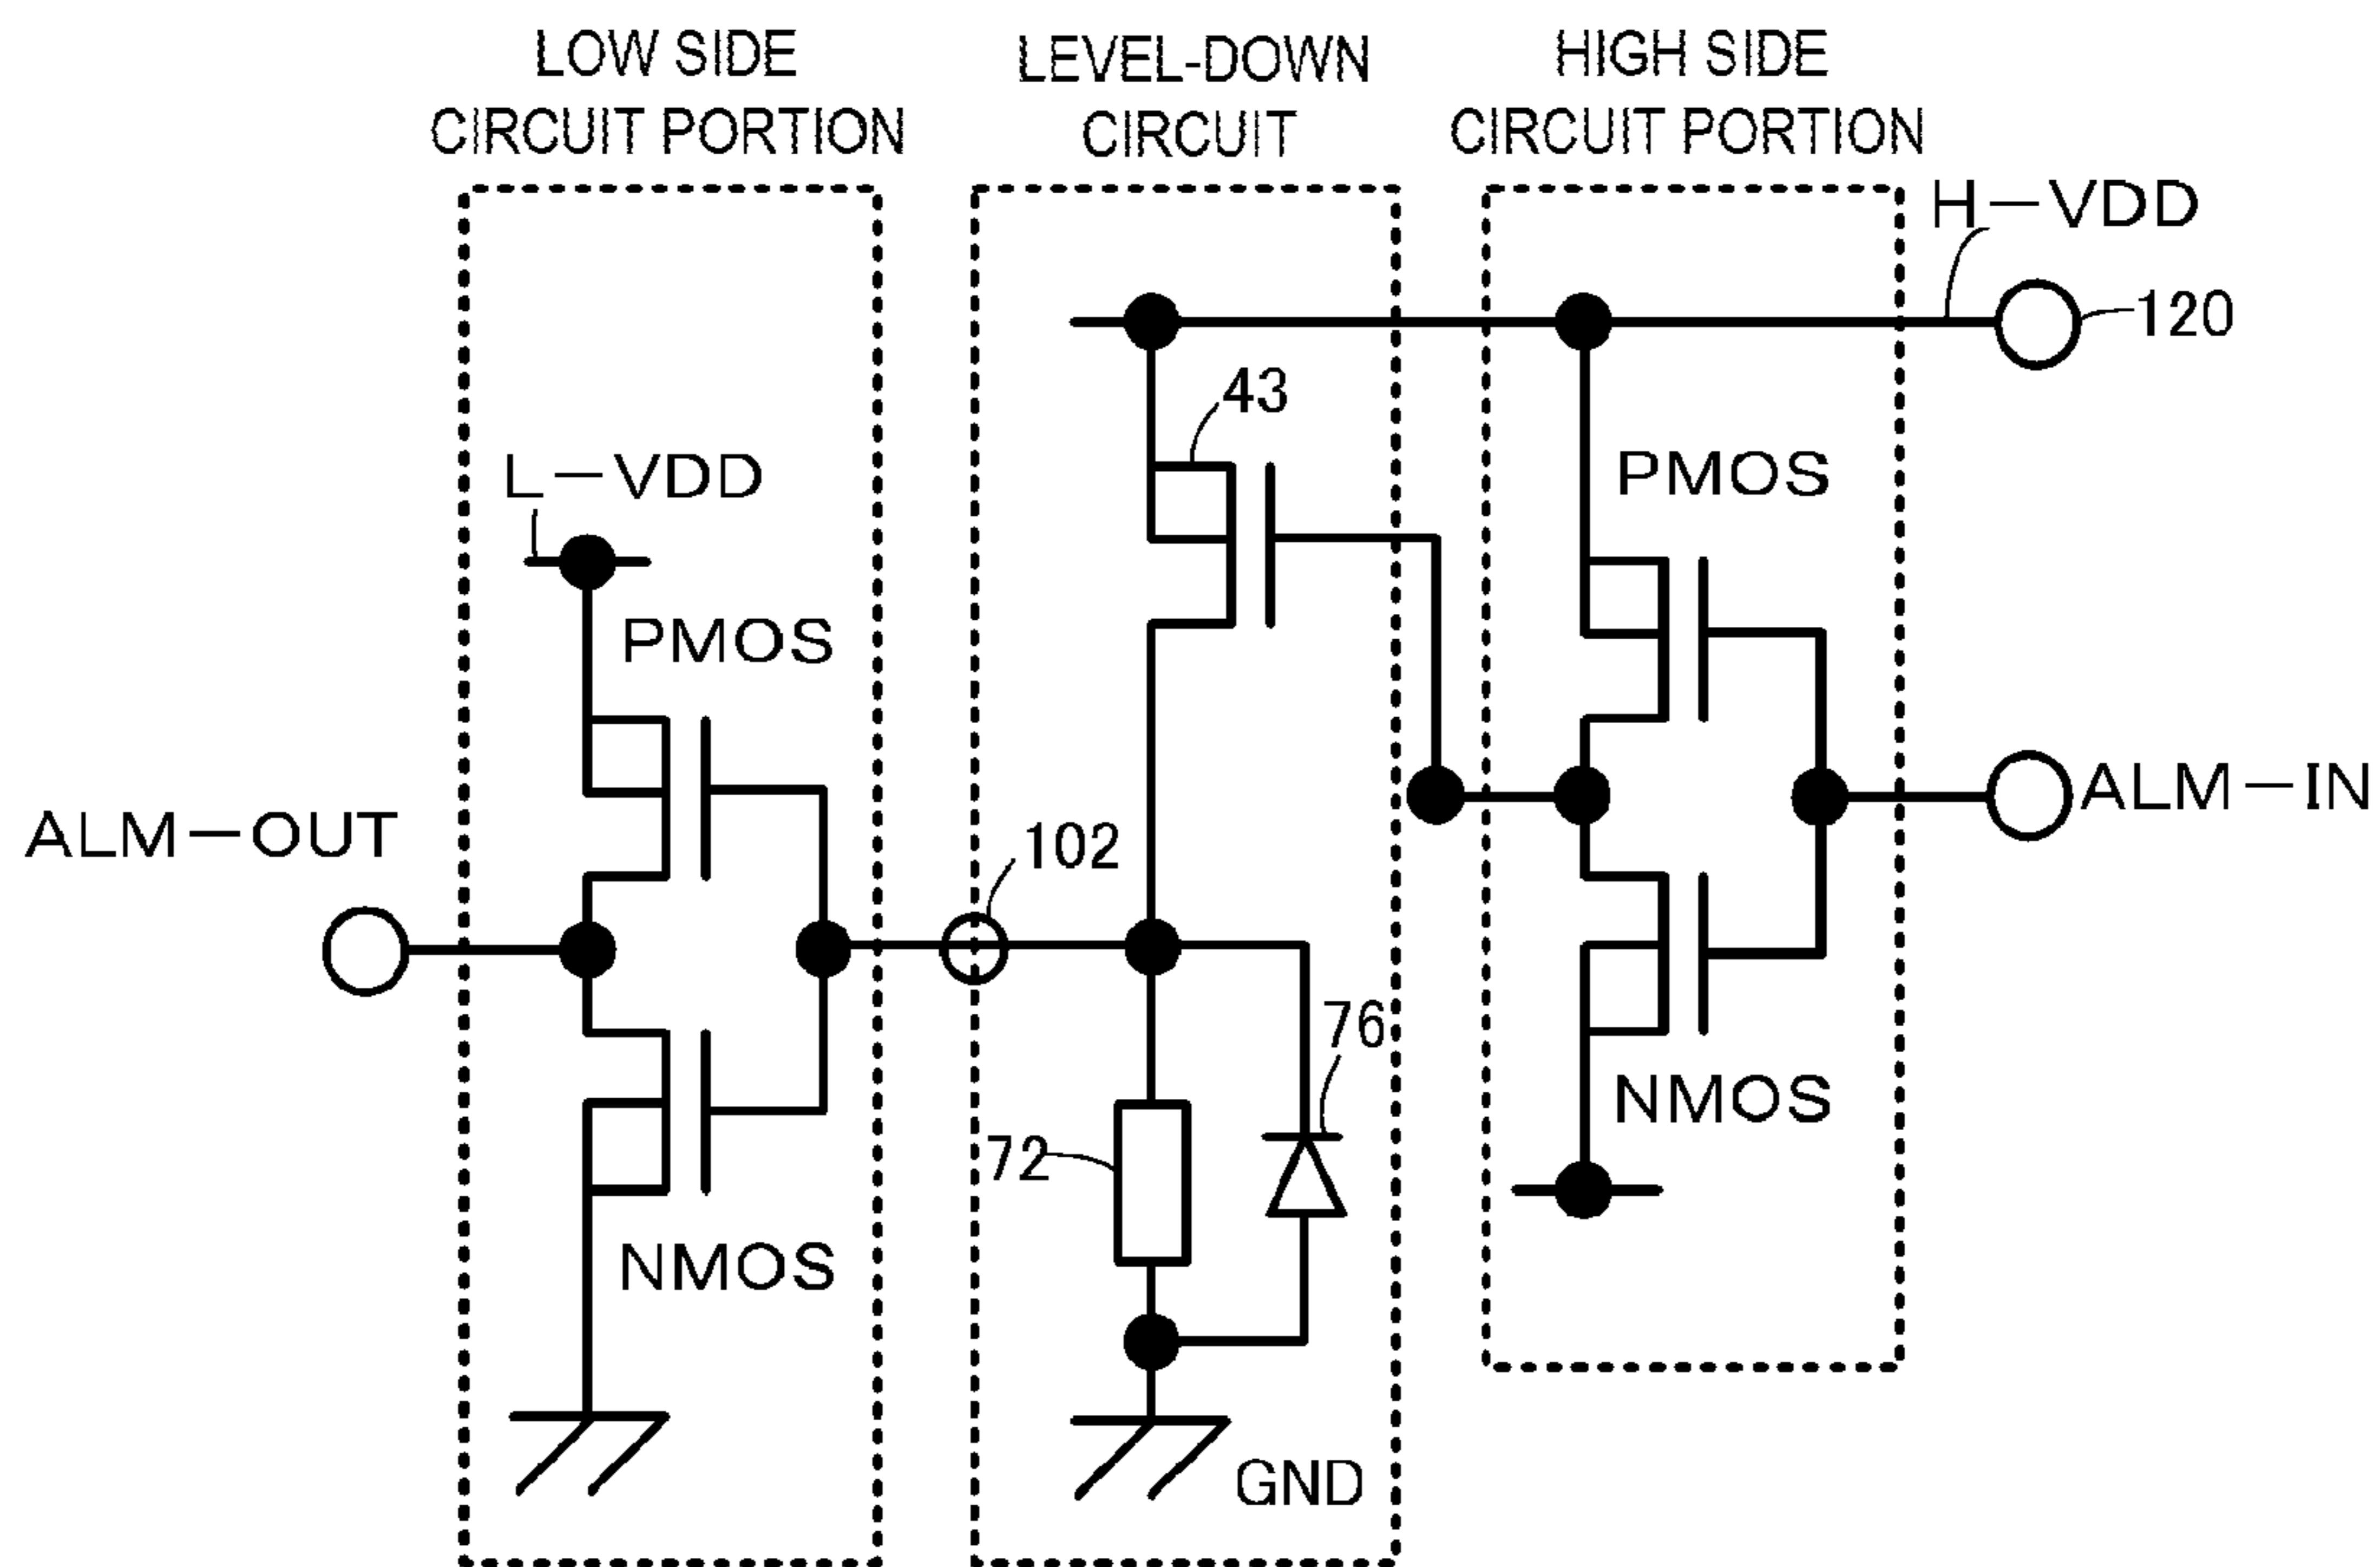 LOW SIDE
CIRCUIT PORTION
LEVEL-DOWN
CIRCUIT
HIGH SIDE
CIRCUIT PORTION
H—VDD
120
43
L—VDD
PMOS
PMOS
ALM—IN
ALM—OUT
102
76
72
NMOS
NMOS
GND